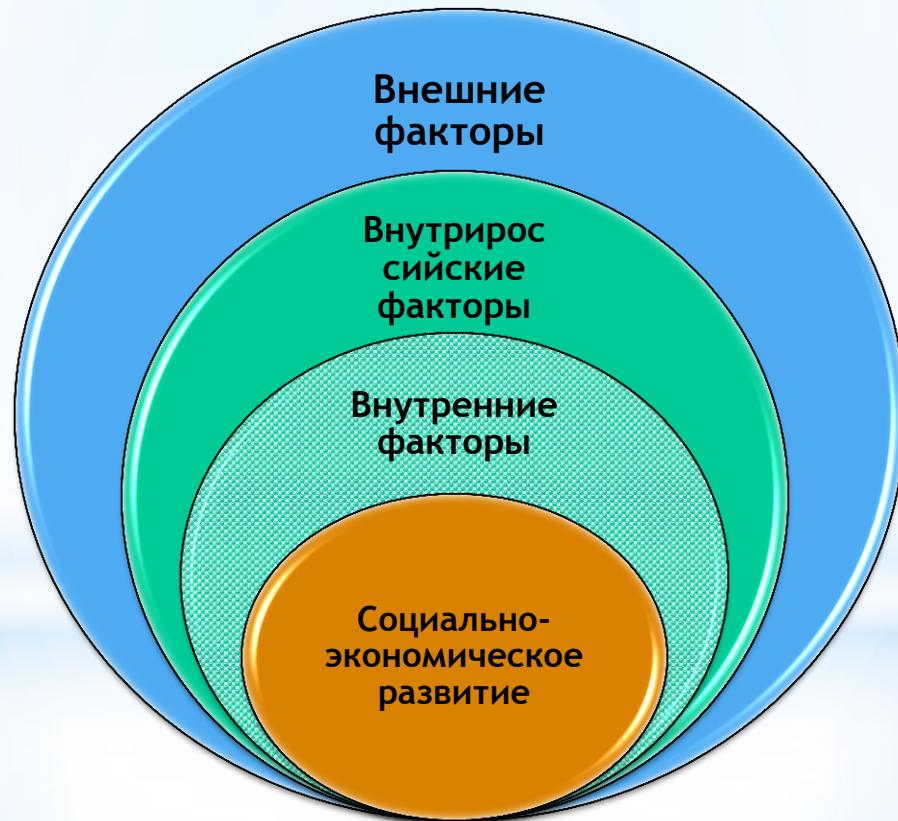 Внешние
факторы
Внутрирос
сийские
факторы
Внутренние
факторы
Социально-
экономическое
развитие